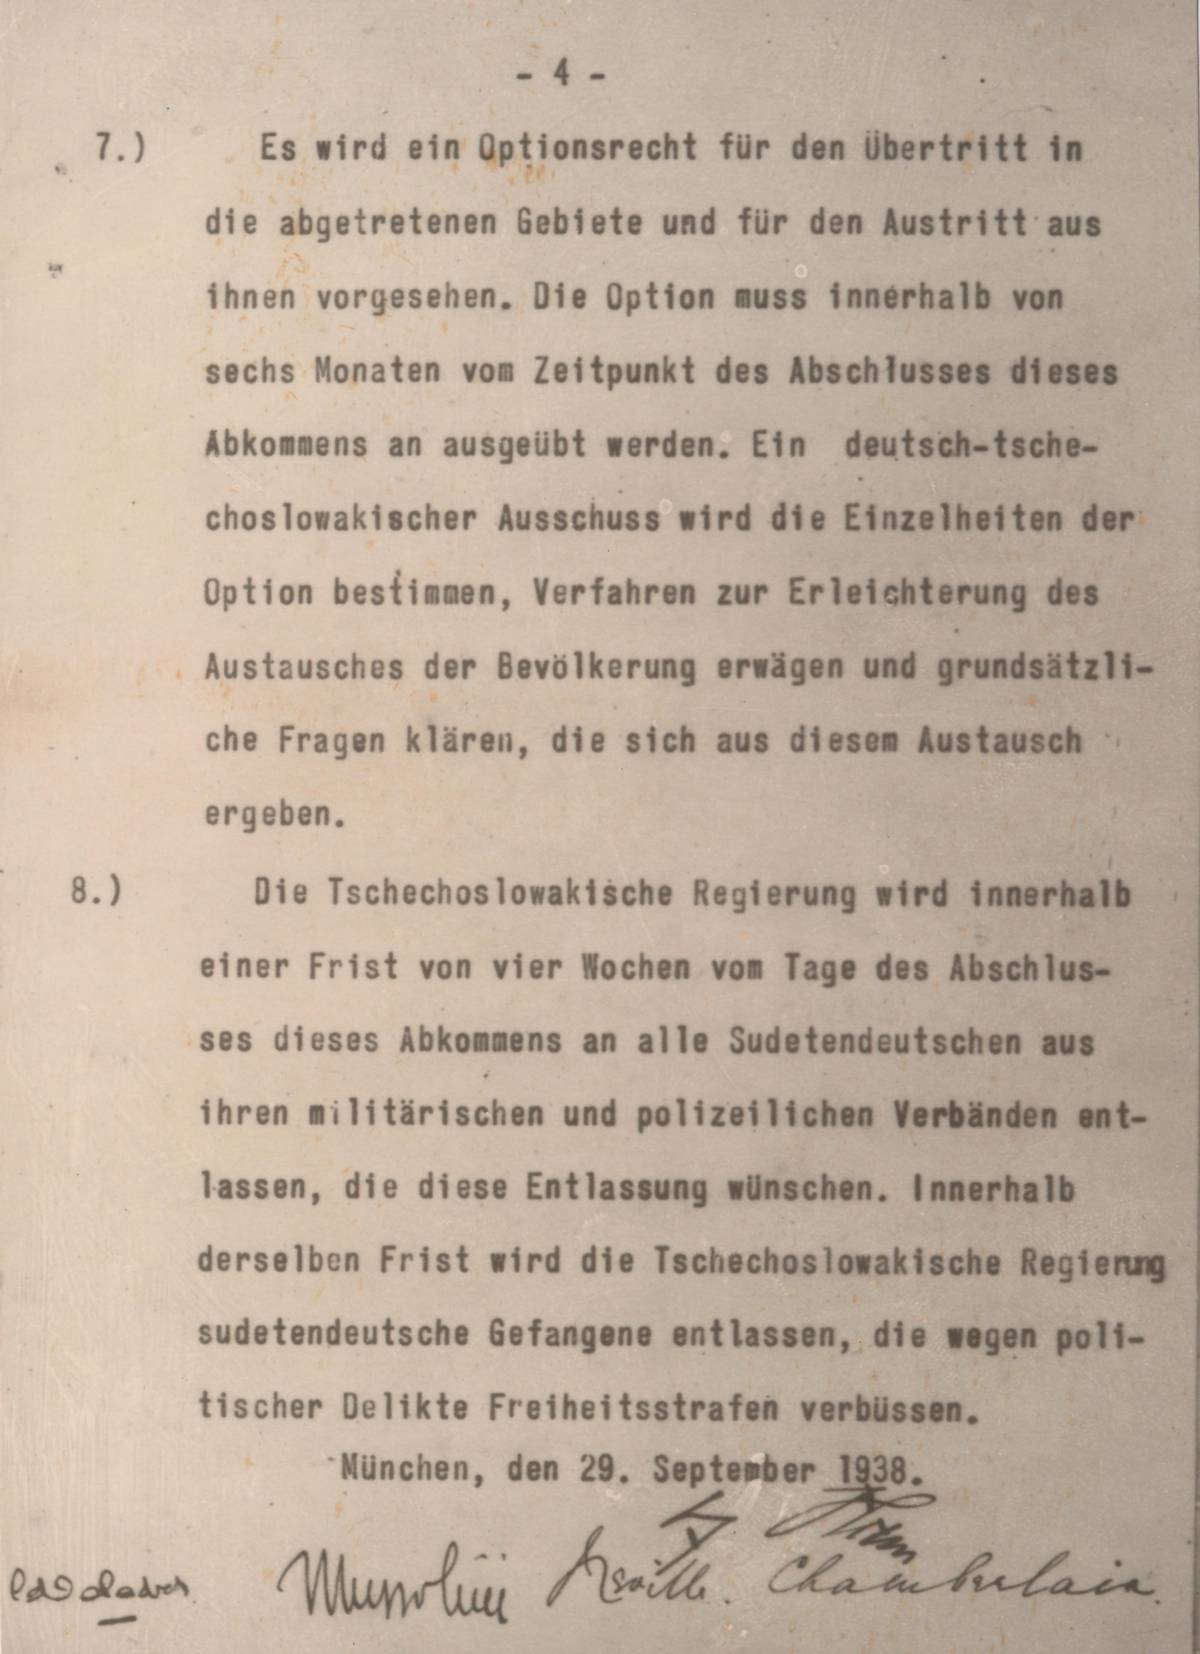 - 4 -
7.) Es wird ein Optionsrecht für den Übertritt in
die abgetretenen Gebiete und für den Austritt aus
ihnen vorgesehen. Die Option muss innerhalb von
sechs Monaten vom Zeitpunkt des Abschlusses dieses
Abkommens an ausgeübt werden. Ein deutsch-tsche-
choslowakischer Ausschuss wird die Einzelheiten der
Option bestimmen, Verfahren zur Erleichterung des
Austausches der Bevölkerung erwägen und grundsätzli-
che Fragen klären, die sich aus diesem Austausch
ergeben.
8.) Die Tschechoslowakische Regierung wird innerhalb
einer Frist von vier Wochen vom Tage des Abschlus-
ses dieses Abkommens an alle Sudetendeutschen aus
ihren militärischen und polizeilichen Verbänden ent-
lassen, die diese Entlassung wünschen. Innerhalb
derselben Frist wird die Tschechoslowakische Regierung
sudetendeutsche Gefangene entlassen, die wegen poli-
tischer Delikte Freiheitsstrafen verbüssen.
München, den 29. September 1938.
Mussolini Neville Chamberlain.